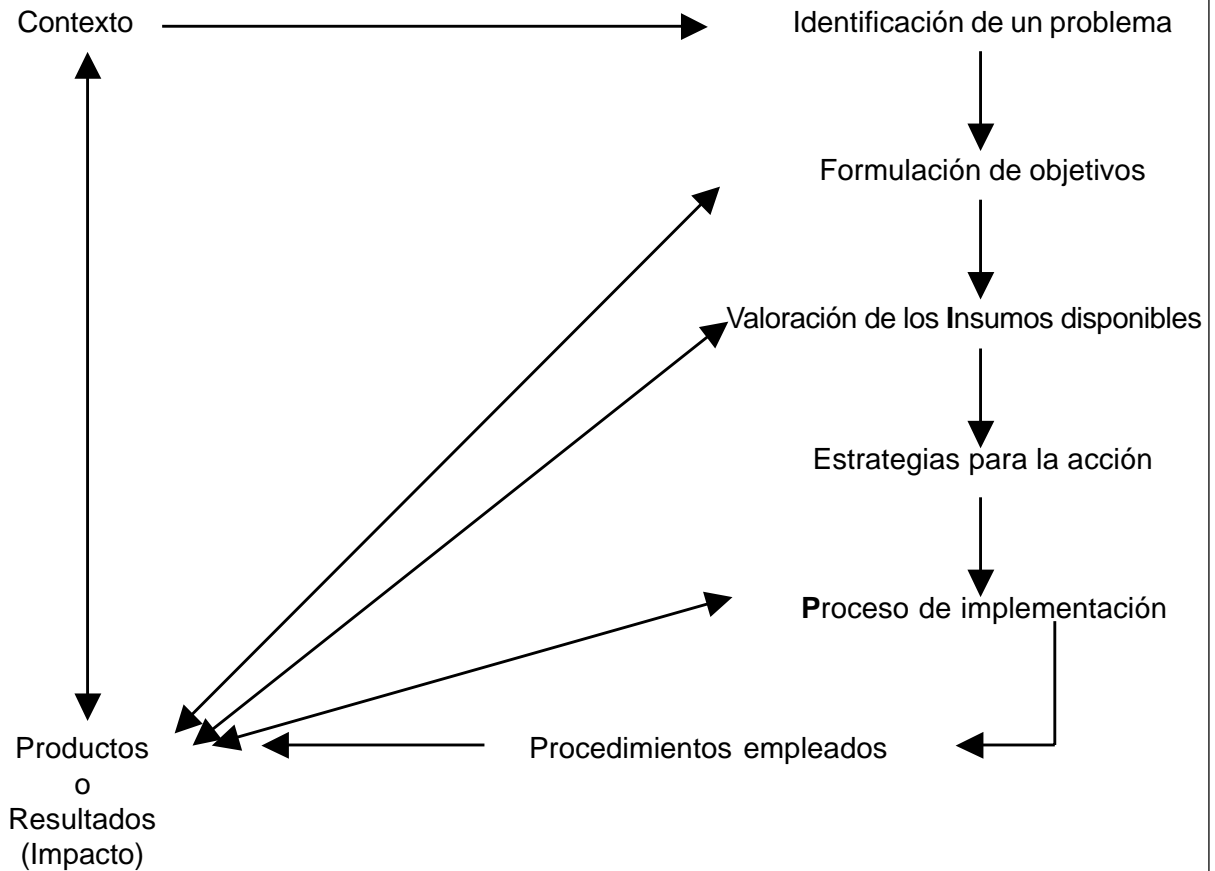 Contexto
Identificación de un problema
Formulación de objetivos
Valoración de los Insumos disponibles
Estrategias para la acción
Proceso de implementación
Procedimientos empleados
Productos
o
Resultados
(Impacto)